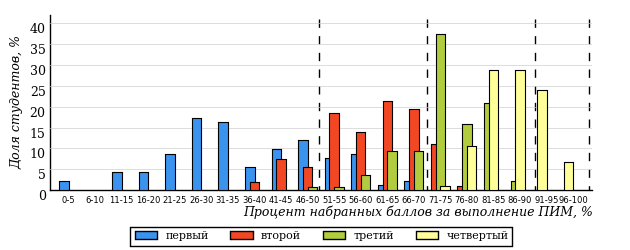 Доля студентов, %
40
35
30
25
20
15
10
5
0
0-5 6-10 11-15 16-20 21-25 26-30 31-35 36-40 41-45 46-50 51-55 56-60 61-65 66-70 71-75 76-80 81-85 86-90 91-95 96-100
Процент набранных баллов за выполнение ПИМ, %
первый второй третий четвертый